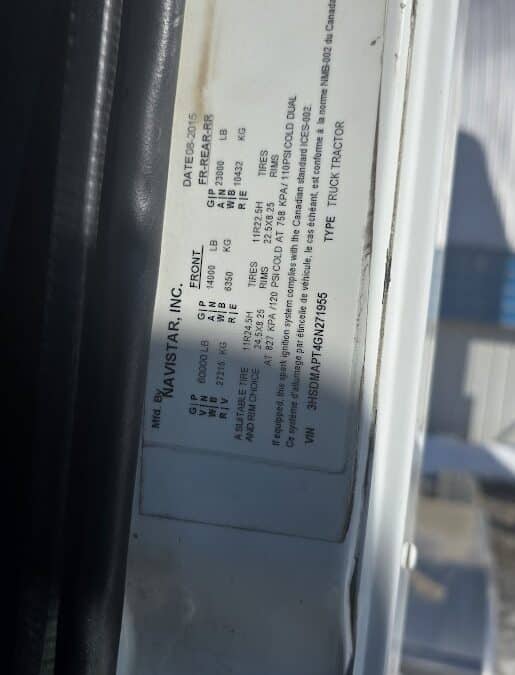 Mfd. By
NAVISTAR, INC. DATE 08-2015
G|P FRONT FR-REAR-RR
V|N 60000 LB G|P G|P
W|B A|N 14000 LB A|N 23000 LB
R|V 27215 KG W|B W|B
R|E 6350 KG R|E 10432 KG
A SUITABLE TIRE 11R24.5H TIRES 11R22.5H TIRES
AND RIM CHOICE 24.5X8.25 RIMS 22.5X8.25 RIMS
AT 827 KPA/120 PSI COLD AT 758 KPA/110PSI COLD DUAL
If equipped, this spark ignition system complies with the Canadian standard ICES-002.
Ce système d'allumage par étincelle de véhicule, le cas échéant, est conforme à la norme NMB-002 du Canada
VIN 3HSDMAPT4GN271955 TYPE TRUCK TRACTOR